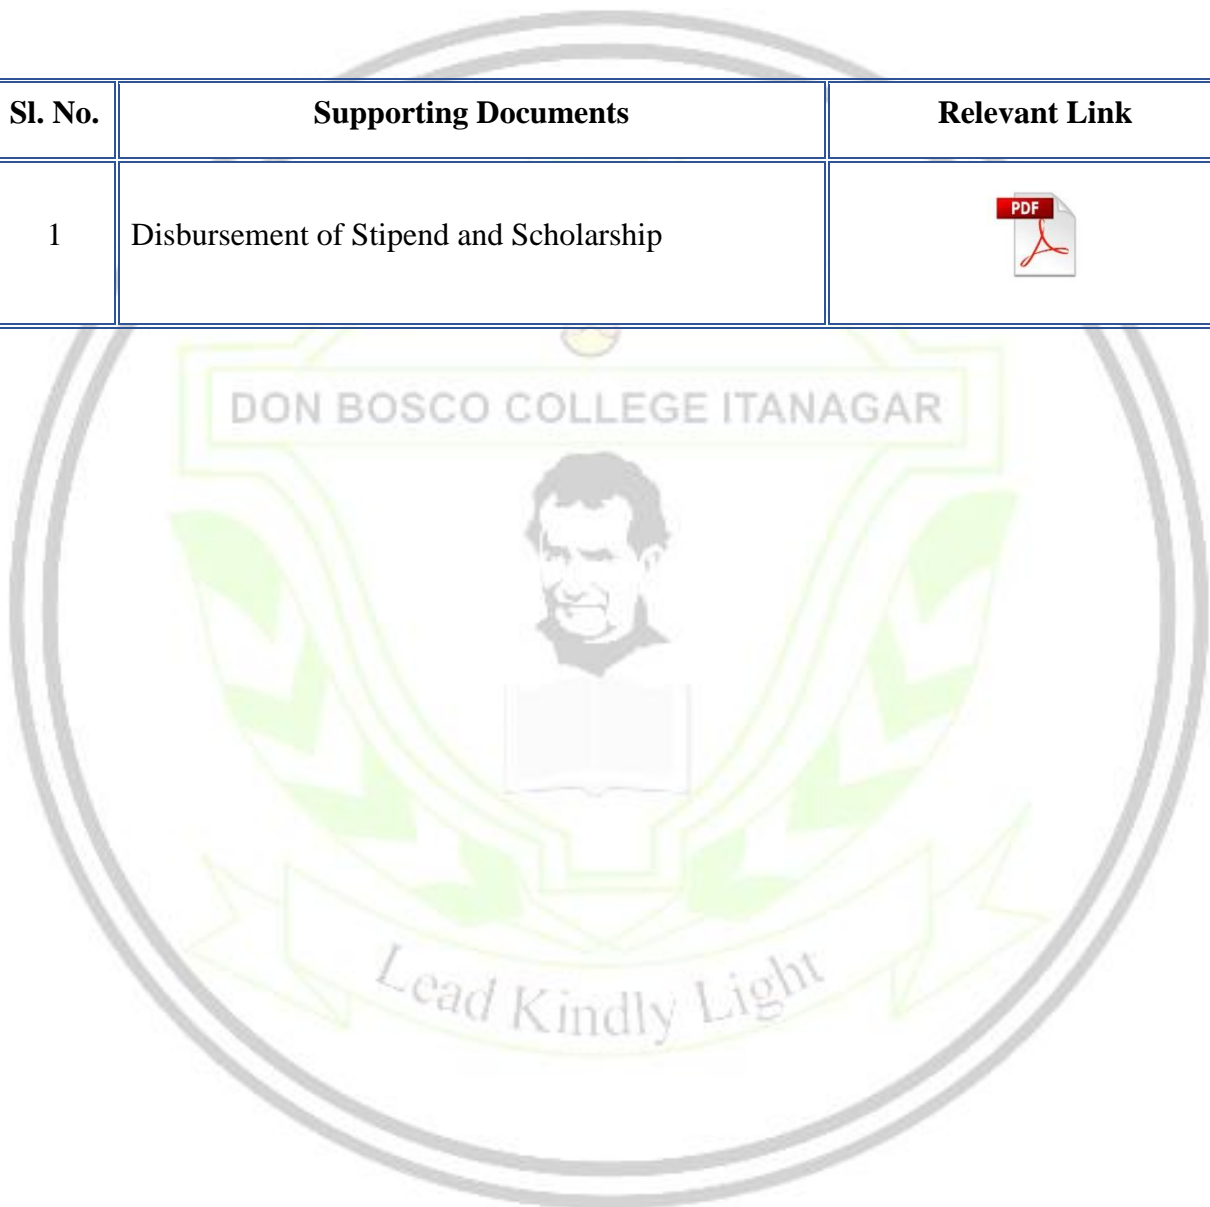 Sl. No. Supporting Documents Relevant Link
1 Disbursement of Stipend and Scholarship PDF
DON BOSCO COLLEGE ITANAGAR
Lead Kindly Light